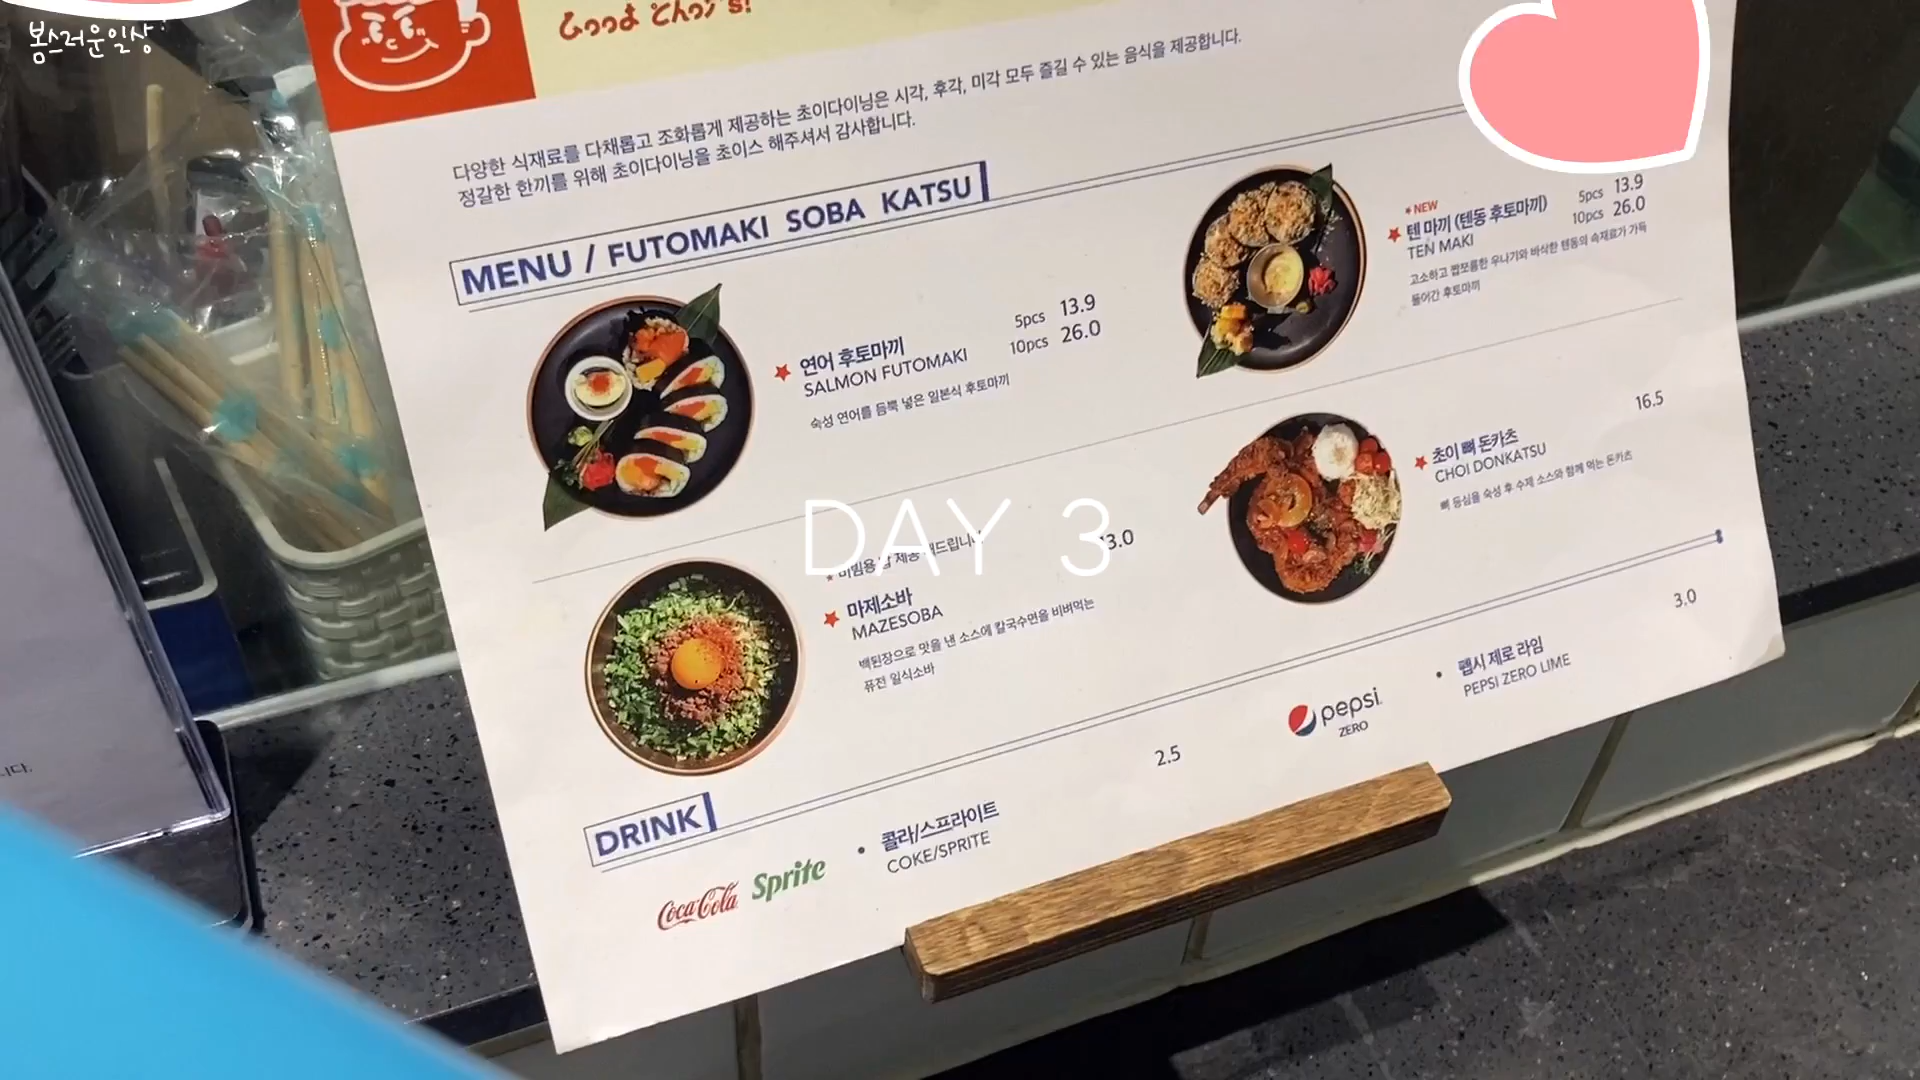 봄스러운일상
다양한 식재료를 다채롭고 조화롭게 제공하는 초이다이닝은 시각, 후각, 미각 모두 즐길 수 있는 음식을 제공합니다.
정갈한 한끼를 위해 초이다이닝을 초이스 해주셔서 감사합니다.
MENU / FUTOMAKI SOBA KATSU
연어 후토마끼
SALMON FUTOMAKI
5pcs 13.9
10pcs 26.0
숙성 연어를 듬뿍 넣은 일본식 후토마끼
* NEW
텐 마끼 (텐동 후토마끼)
TEN MAKI
5pcs 13.9
10pcs 26.0
고소하고 짭쪼름한 우나기와 바삭한 텐동의 속재료가 가득
들어간 후토마끼
제공
마제소바
MAZESOBA
백된장으로 맛을 낸 소스에 칼국수면을 비벼먹는
퓨전 일식소바
초이 뼈 돈카츠
CHOI DONKATSU
16.5
뼈 등심을 숙성 후 수제 소스와 함께 먹는 돈카츠
DAY 3
DRINK
Coca-Cola
Sprite
• 콜라/스프라이트
COKE/SPRITE
2.5
pepsi
ZERO
• 펩시 제로 라임
PEPSI ZERO LIME
3.0
니다.